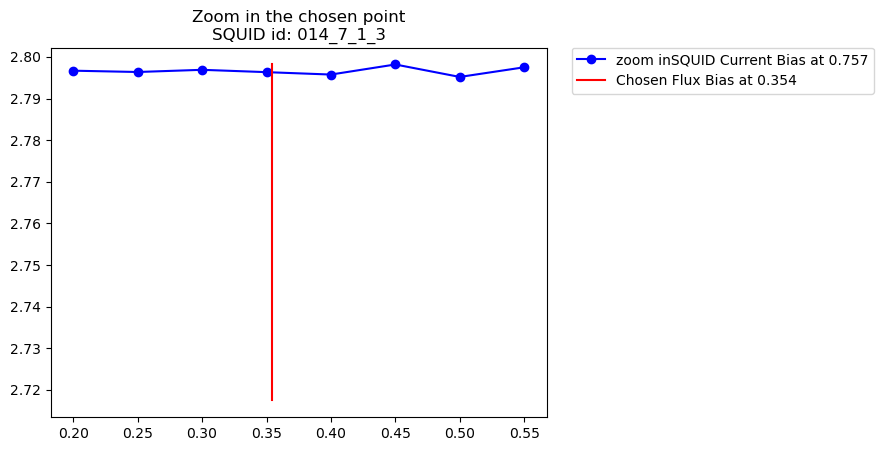 Zoom in the chosen point
SQUID id: 014_7_1_3
zoom inSQUID Current Bias at 0.757
Chosen Flux Bias at 0.354
2.80
2.79
2.78
2.77
2.76
2.75
2.74
2.73
2.72
0.20 0.25 0.30 0.35 0.40 0.45 0.50 0.55